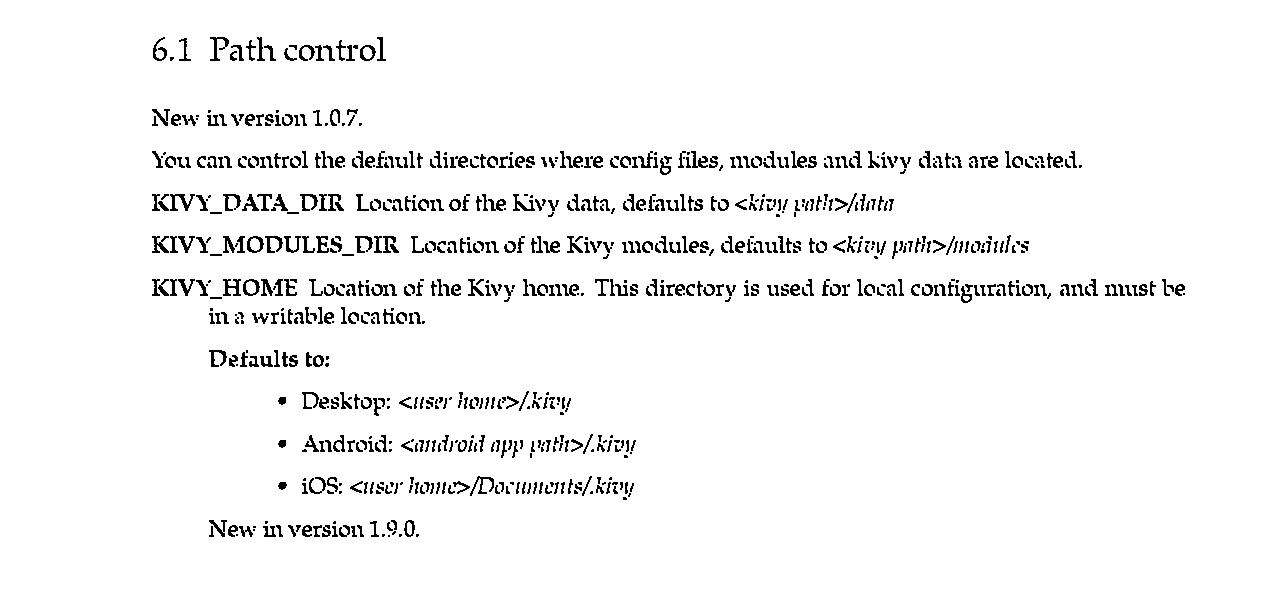 6.1 Path control
New in version 1.0.7.
You can control the default directories where config files, modules and kivy data are located.
KIVY_DATA_DIR Location of the Kivy data, defaults to <kivy path>/data
KIVY_MODULES_DIR Location of the Kivy modules, defaults to <kivy path>/modules
KIVY_HOME Location of the Kivy home. This directory is used for local configuration, and must be
in a writable location.
Defaults to:
• Desktop: <user home>/.kivy
• Android: <android app path>/.kivy
• iOS: <user home>/Documents/.kivy
New in version 1.9.0.